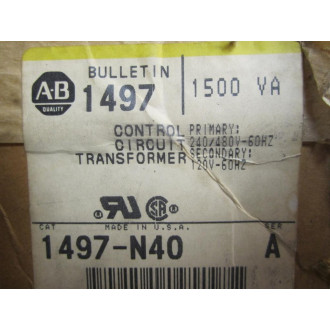 A-B
QUALITY
BULLETIN
1497
1500 VA
CONTROL
CIRCUIT
TRANSFORMER
PRIMARY:
240/480V-60HZ
SECONDARY:
120V-60HZ
MADE IN U.S.A.
CAT
1497-N40
SER
A